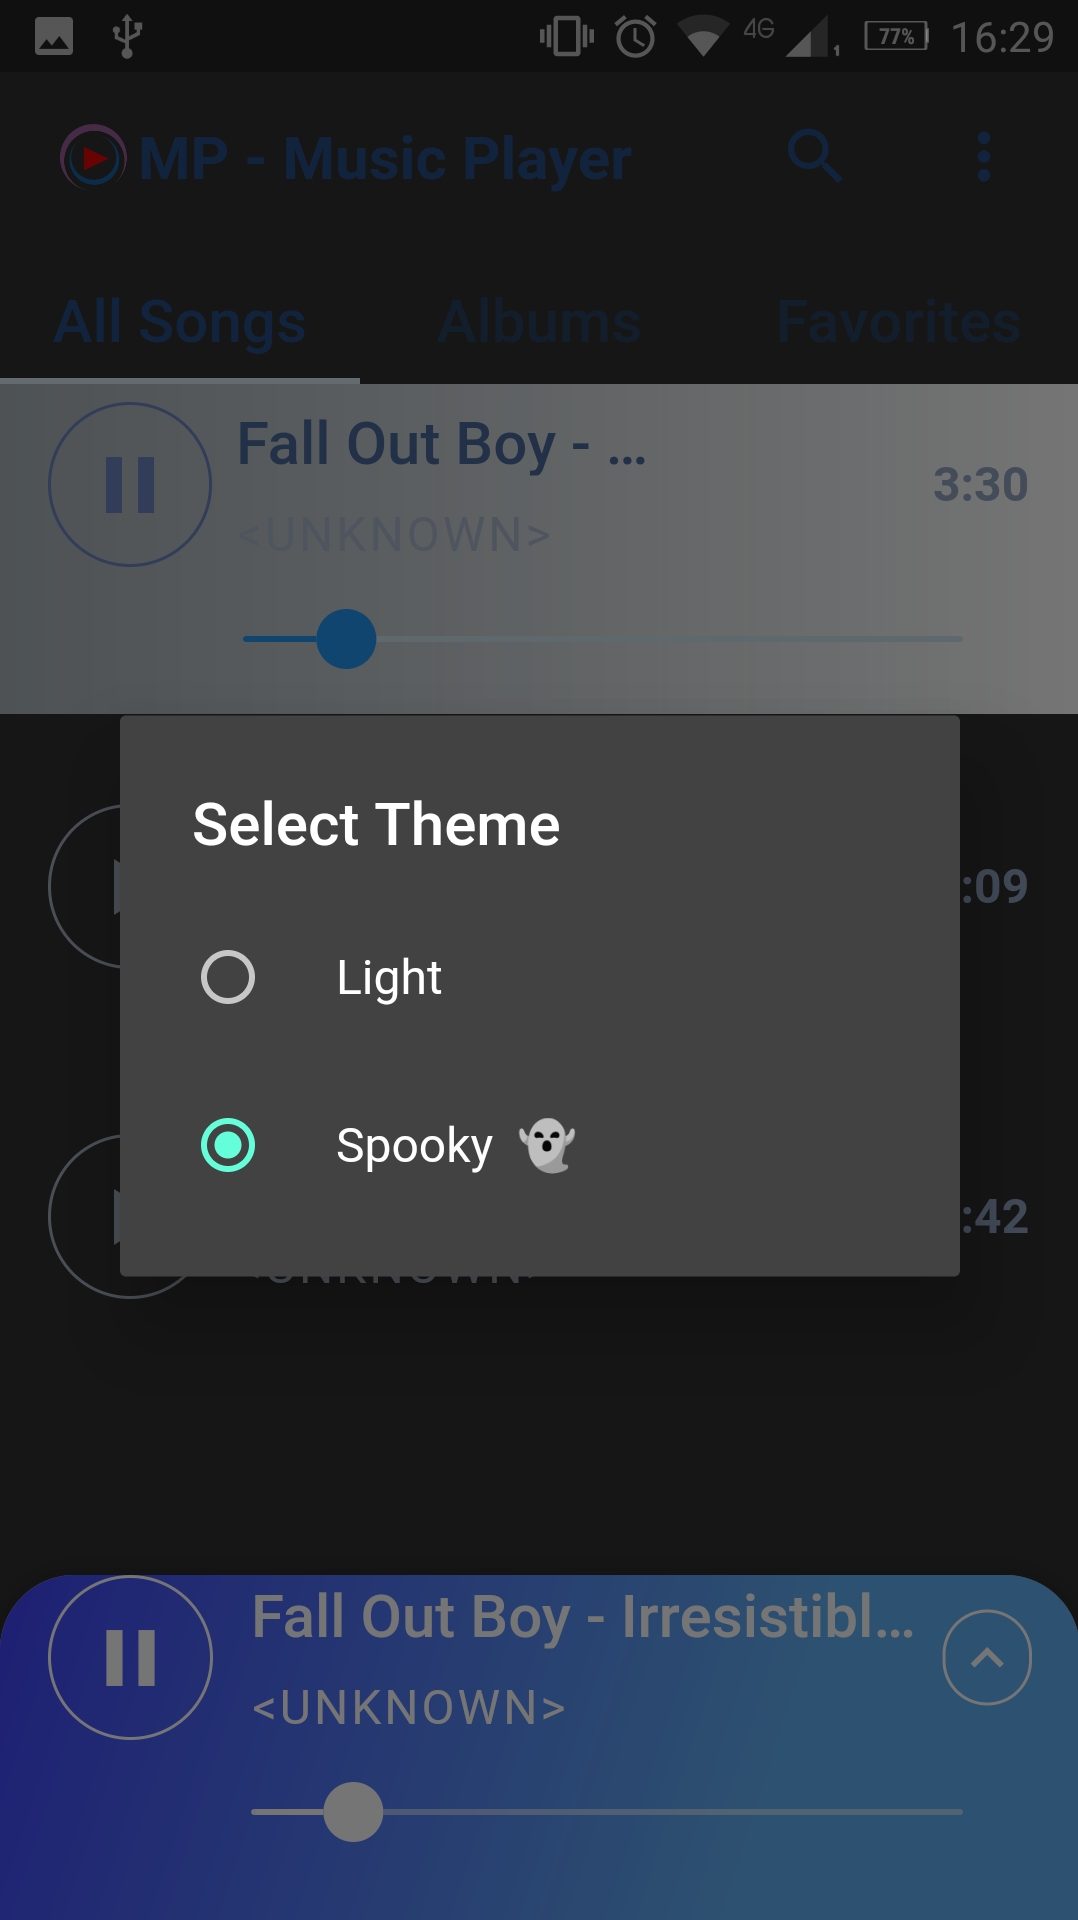 4G 77% 16:29
MP - Music Player
All Songs Albums Favorites
Fall Out Boy - ...
3:30
<UNKNOWN>
Select Theme
:09
Light
Spooky 👻
:42
<UNKNOWN>
Fall Out Boy - Irresistibl...
<UNKNOWN>